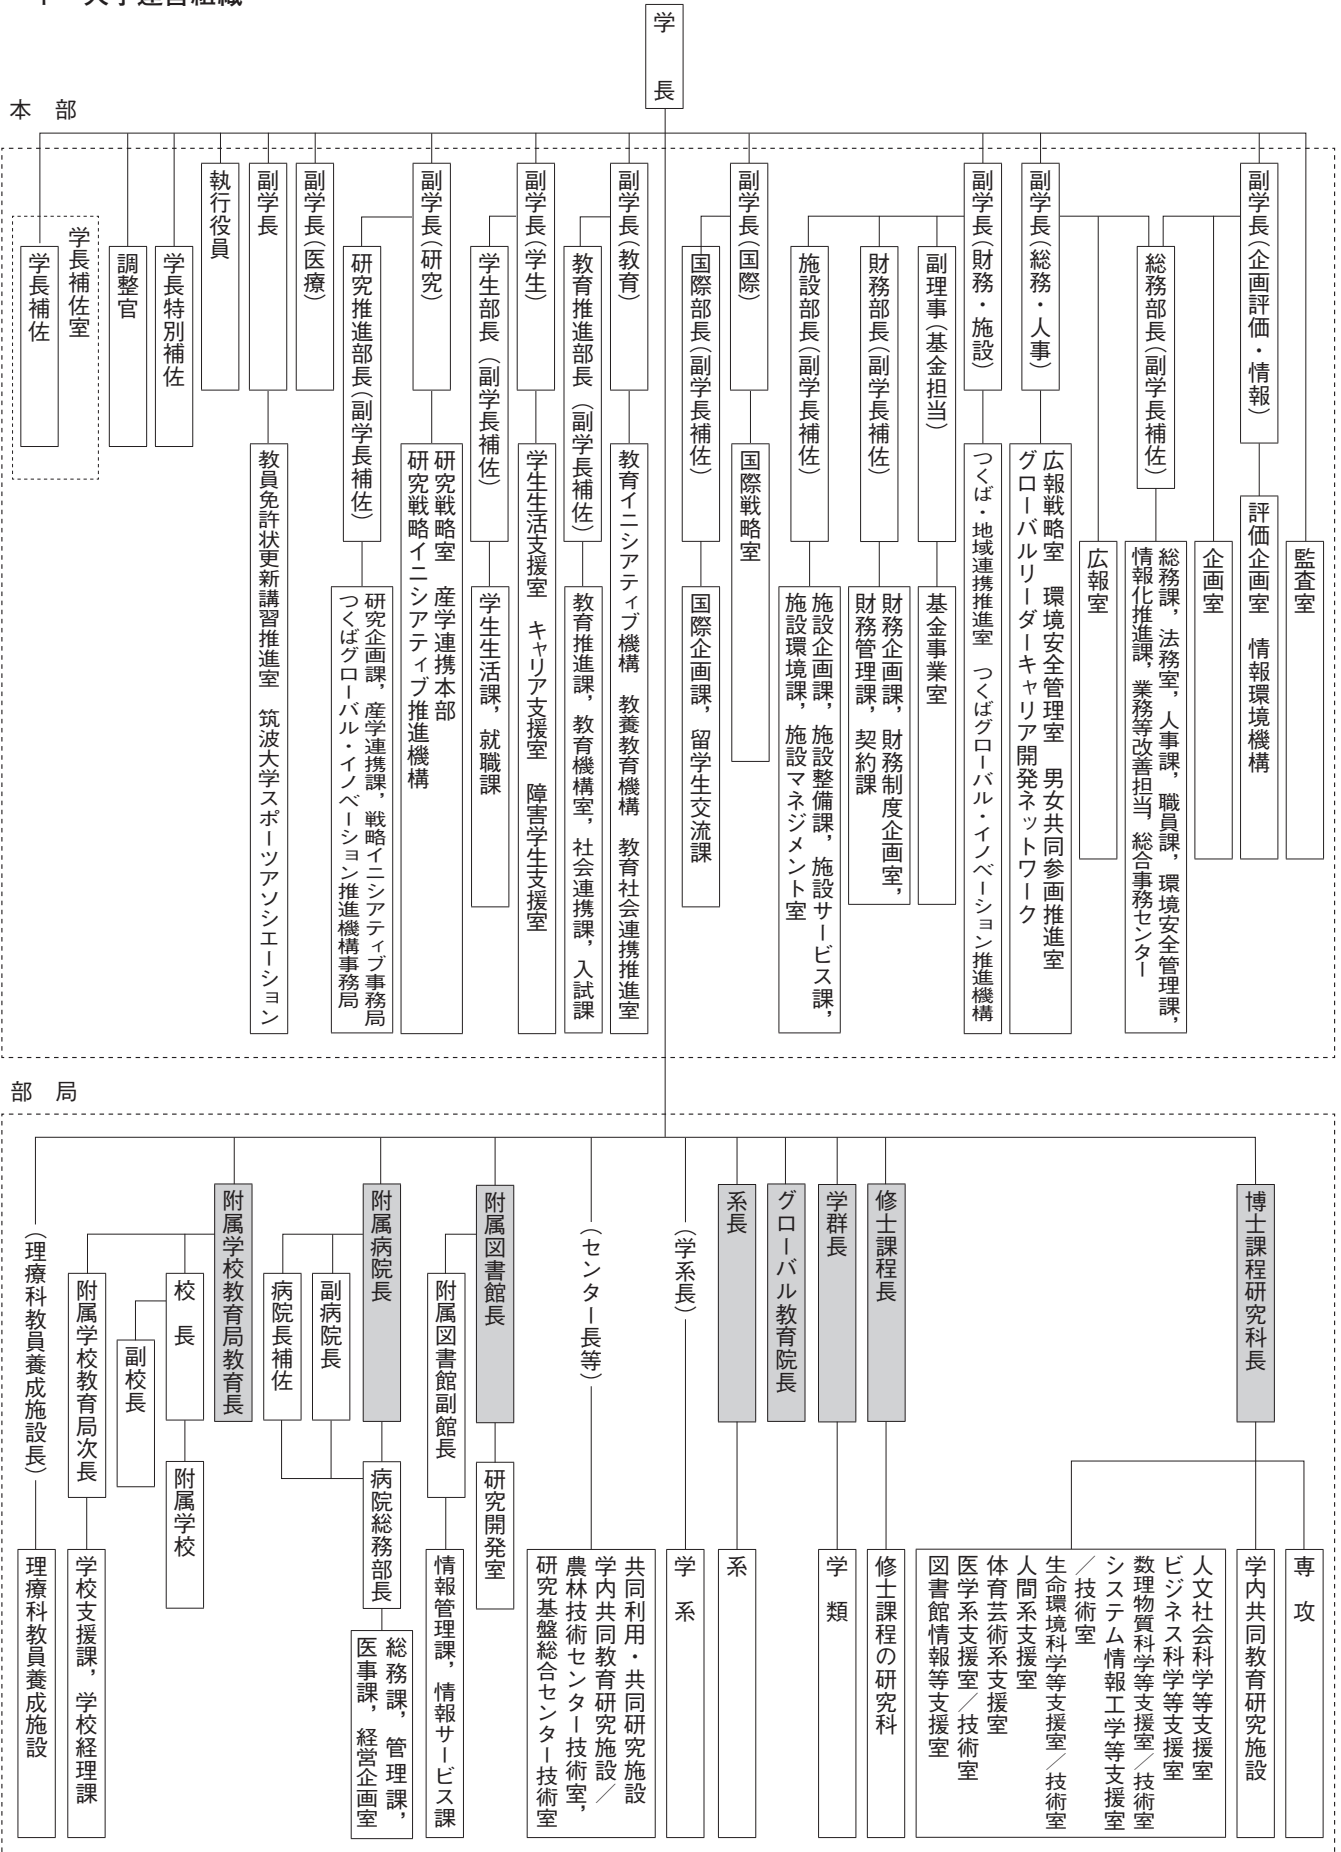 学　長
本　部
監査室
副学長（企画評価・情報）
評価企画室　情報環境機構
企画室
総務部長（副学長補佐）
総務課，法務室，人事課，職員課，環境安全管理課，
情報化推進課，業務等改善担当，総合事務センター
広報室
副学長（総務・人事）
広報戦略室　環境安全管理室　男女共同参画推進室
グローバルリーダーキャリア開発ネットワーク
副学長（財務・施設）
つくば・地域連携推進室　つくばグローバル・イノベーション推進機構
副理事（基金担当）
基金事業室
財務部長（副学長補佐）
財務企画課，財務制度企画室，
財務管理課，契約課
施設部長（副学長補佐）
施設企画課，施設整備課，施設サービス課，
施設環境課，施設マネジメント室
副学長（国際）
国際戦略室
国際部長（副学長補佐）
国際企画課，留学生交流課
副学長（教育）
教育イニシアティブ機構　教養教育機構　教育社会連携推進室
教育推進部長（副学長補佐）
教育推進課，教育機構室，社会連携課，入試課
副学長（学生）
学生生活支援室　キャリア支援室　障害学生支援室
学生部長（副学長補佐）
学生生活課，就職課
副学長（研究）
研究戦略室　産学連携本部
研究戦略イニシアティブ推進機構
研究推進部長（副学長補佐）
研究企画課，産学連携課，戦略イニシアティブ事務局
つくばグローバル・イノベーション推進機構事務局
副学長（医療）
副学長
教員免許状更新講習推進室　筑波大学スポーツアソシエーション
執行役員
学長特別補佐
調整官
学長補佐室
学長補佐
部　局
博士課程研究科長
専　攻
学内共同教育研究施設
人文社会科学等支援室
ビジネス科学等支援室
数理物質科学等支援室／技術室
システム情報工学等支援室
／技術室
生命環境科学等支援室／技術室
人間系支援室
体育芸術系支援室
医学系支援室／技術室
図書館情報等支援室
修士課程長
修士課程の研究科
学群長
学　類
グローバル教育院長
系長
系
（学系長）
学　系
（センター長等）
共同利用・共同研究施設
学内共同教育研究施設／
農林技術センター技術室，
研究基盤総合センター技術室
附属図書館長
研究開発室
附属図書館副館長
情報管理課，情報サービス課
附属病院長
副病院長
病院長補佐
病院総務部長
総務課，管理課，
医事課，経営企画室
附属学校教育局教育長
校　長
副校長
附属学校
附属学校教育局次長
学校支援課，学校経理課
（理療科教員養成施設長）
理療科教員養成施設